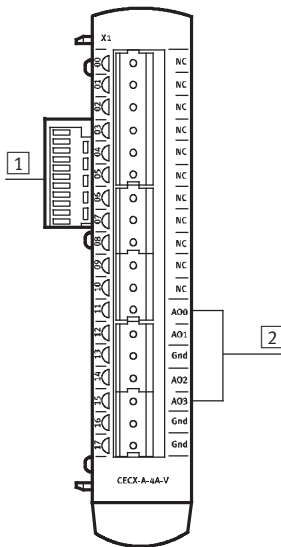 X1
00 NC
01 NC
02 NC
03 NC
04 NC
1
05 NC
06 NC
07 NC
08 NC
09 NC
10 NC
11 AO0
12 AO1
2
13 Gnd
14 AO2
15 AO3
16 Gnd
17 Gnd
CECX-A-4A-V